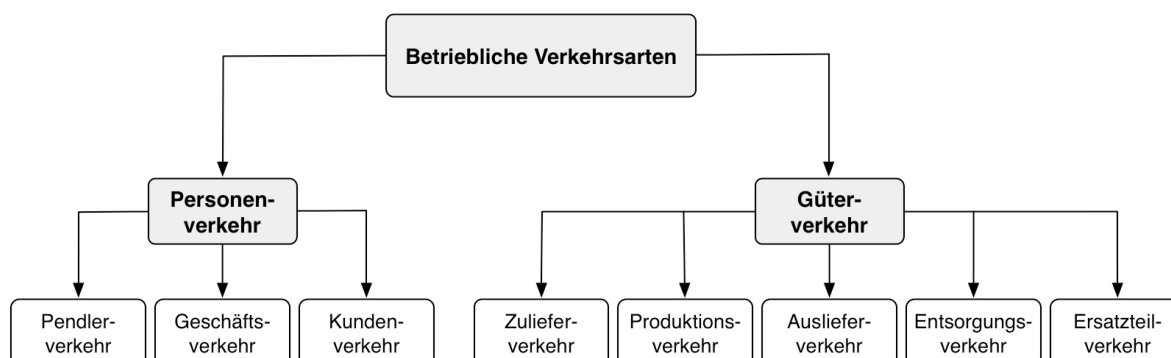 Betriebliche Verkehrsarten
Personen-
verkehr
Güter-
verkehr
Pendler-
verkehr
Geschäfts-
verkehr
Kunden-
verkehr
Zuliefer-
verkehr
Produktions-
verkehr
Ausliefer-
verkehr
Entsorgungs-
verkehr
Ersatzteil-
verkehr